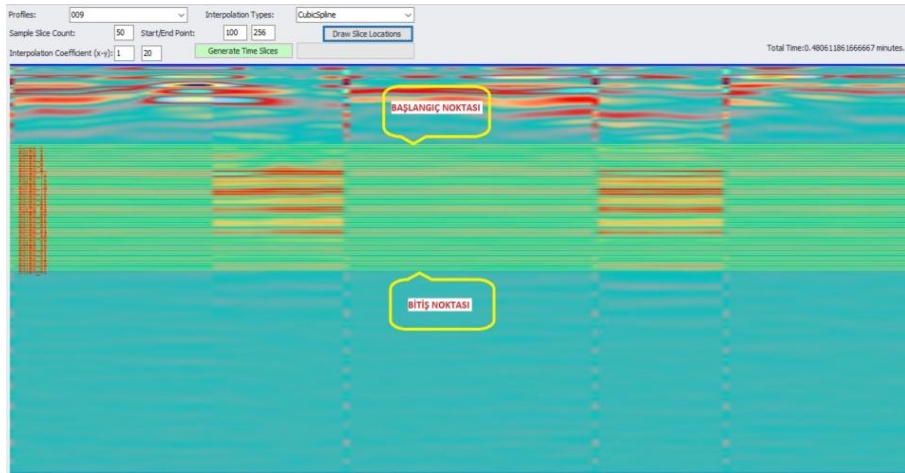 Profiles: 009 Interpolation Types: CubicSpline
Sample Slice Count: 50 Start/End Point: 100 256 Draw Slice Locations
Interpolation Coefficient (x-y): 1 20 Generate Time Slices Total Time:0.480611861666667 minutes.
BAŞLANGIÇ NOKTASI
BİTİŞ NOKTASI